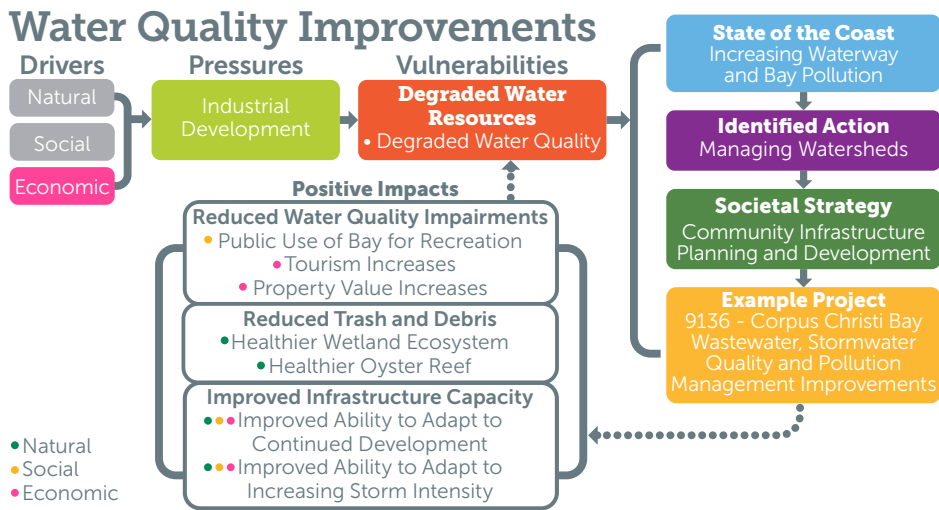 Water Quality Improvements
Drivers
Natural
Social
Economic
Pressures
Industrial
Development
Vulnerabilities
Degraded Water
Resources
• Degraded Water Quality
State of the Coast
Increasing Waterway
and Bay Pollution
Identified Action
Managing Watersheds
Societal Strategy
Community Infrastructure
Planning and Development
Example Project
9136 - Corpus Christi Bay
Wastewater, Stormwater
Quality and Pollution
Management Improvements
Positive Impacts
Reduced Water Quality Impairments
• Public Use of Bay for Recreation
• Tourism Increases
• Property Value Increases
Reduced Trash and Debris
• Healthier Wetland Ecosystem
• Healthier Oyster Reef
Improved Infrastructure Capacity
••• Improved Ability to Adapt to
Continued Development
••• Improved Ability to Adapt to
Increasing Storm Intensity
• Natural
• Social
• Economic